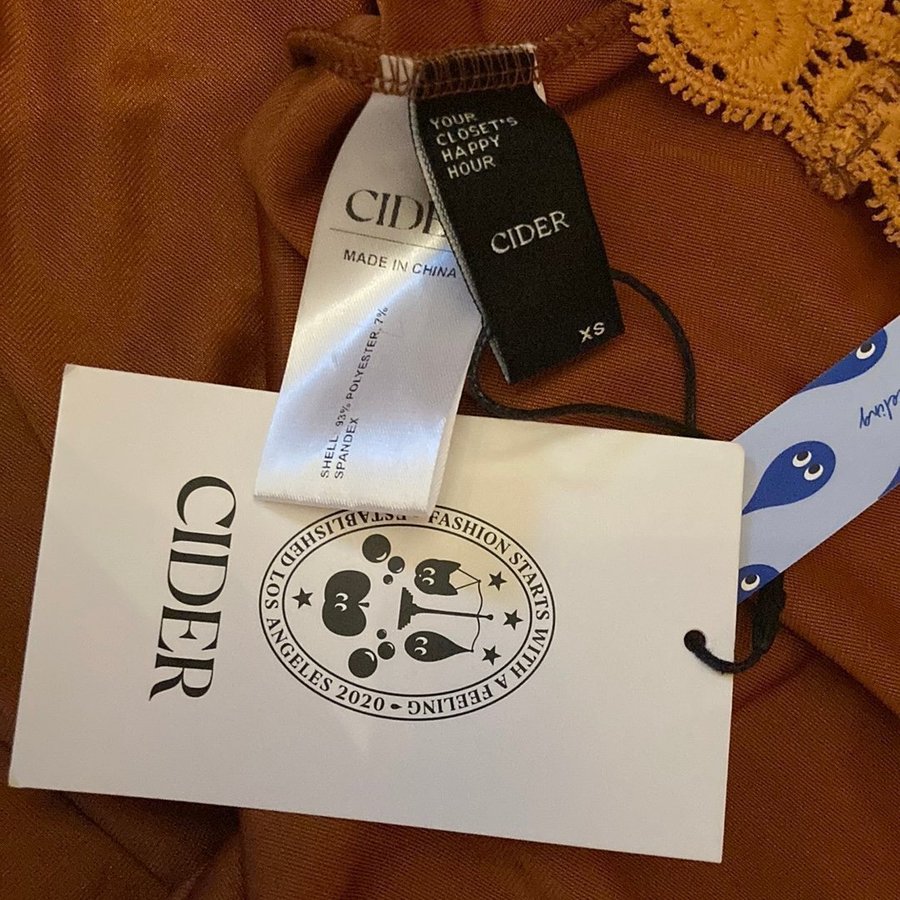 YOUR
CLOSET'S
HAPPY
HOUR
CIDER
XS
MADE IN CHINA
SHELL 93% POLYESTER, 7%
SPANDEX
CIDER
FASHION STARTS WITH A FEELING
ESTABLISHED LOS ANGELES 2020